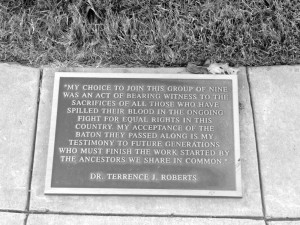 "MY CHOICE TO JOIN THIS GROUP OF NINE
WAS AN ACT OF BEARING WITNESS TO THE
SACRIFICES OF ALL THOSE WHO HAVE
SPILLED THEIR BLOOD IN THE ONGOING
FIGHT FOR EQUAL RIGHTS IN THIS
COUNTRY. MY ACCEPTANCE OF THE
BATON THEY PASSED ALONG IS MY
TESTIMONY TO FUTURE GENERATIONS
WHO MUST FINISH THE WORK STARTED BY
THE ANCESTORS WE SHARE IN COMMON."
DR. TERRENCE J. ROBERTS